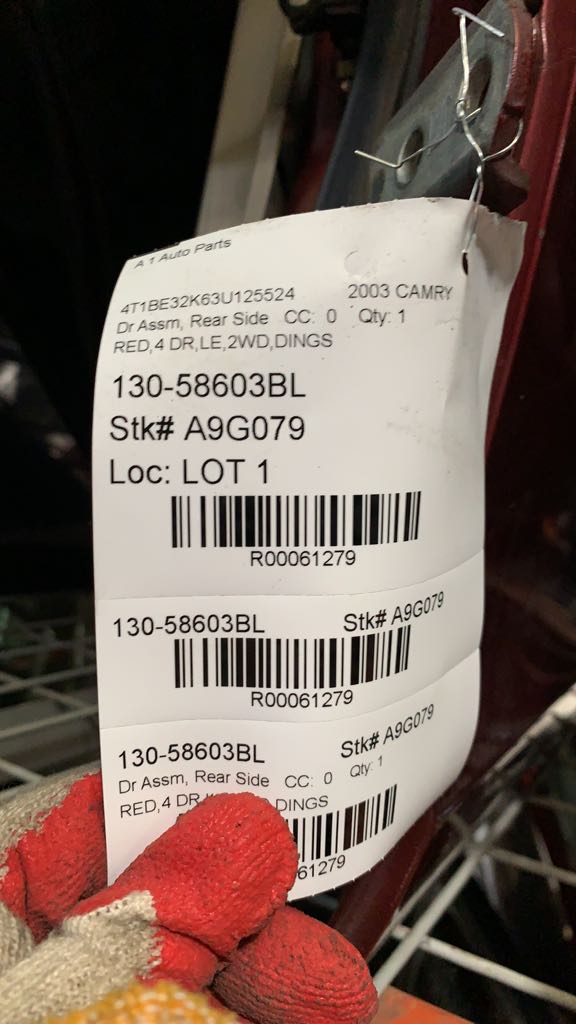 A 1 Auto Parts
4T1BE32K63U125524 2003 CAMRY
Dr Assm, Rear Side CC: 0 Qty: 1
RED,4 DR,LE,2WD,DINGS
130-58603BL
Stk# A9G079
Loc: LOT 1
R00061279
130-58603BL Stk# A9G079
R00061279
130-58603BL Stk# A9G079
Dr Assm, Rear Side CC: 0 Qty: 1
RED,4 DR DINGS
61279